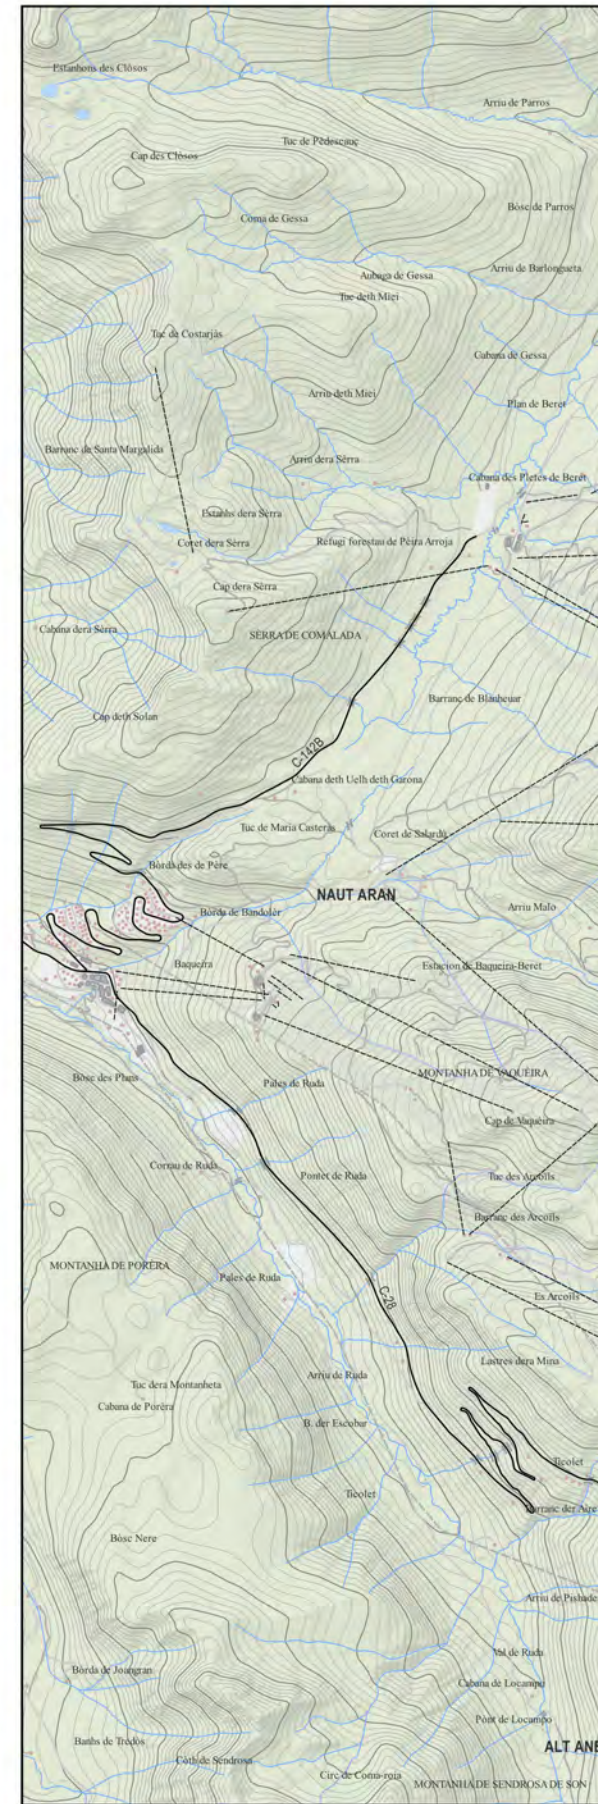 Estanhons des Clòsos
Arriu de Parros
Tuc de Pèdescauç
Cap des Clòsos
Bòsc de Parros
Coma de Gessa
Arriu de Barlongueta
Aubaga de Gessa
Tuc deth Miei
Tuc de Costarjàs
Cabana de Gessa
Arriu deth Miei
Plan de Beret
Barranc de Santa Margalida
Arriu dera Sèrra
Cabana des Pletes de Beret
Estanhs dera Sèrra
Coret dera Sèrra
Refugi forestau de Pèira Arroja
Cap dera Sèrra
Cabana dera Sèrra
SERRA DE COMALADA
Barranc de Blanheuar
Cap deth Solan
C-142B
Cabana deth Uelh deth Garona
Tuc de Maria Casteràs
Coret de Salardú
Bòrdes de Père
NAUT ARAN
Arriu Malo
Bòrda de Bandolèr
Baqueira
Estacion de Baqueira-Beret
MONTANHA DE VAQUÈIRA
Bòsc des Plans
Pales de Ruda
Cap de Vaquèira
Corrau de Ruda
Pontet de Ruda
Tuc des Arcoïls
Barranc des Arcoïls
MONTANHA DE PORÈRA
Pales de Ruda
C-28
Es Arcoïls
Lastres dera Mina
Arriu de Ruda
Tuc dera Montanheta
Cabana de Porèra
B. der Escobar
Ticolet
Ticolet
Barranc der Aire
Bòsc Nere
Arriu de Pishader
Val de Ruda
Bòrda de Joangran
Cabana de Locampo
Pònt de Locampo
Banhs de Tredòs
ALT ANE
Còth de Sendrosa
Circ de Coma-roia
MONTANHA DE SENDROSA DE SON